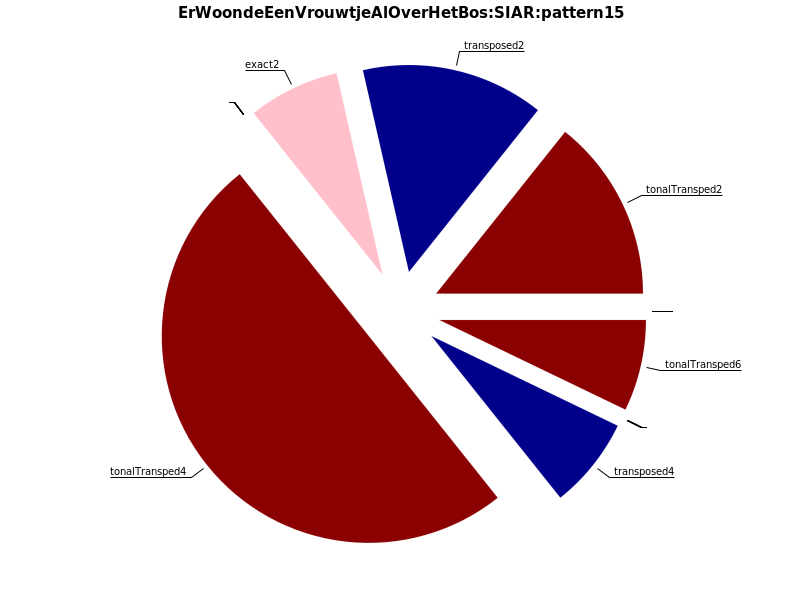 ErWoondeEenVrouwtjeAlOverHetBos:SIAR:pattern15
transposed2
exact2
tonalTransped2
tonalTransped6
tonalTransped4
transposed4